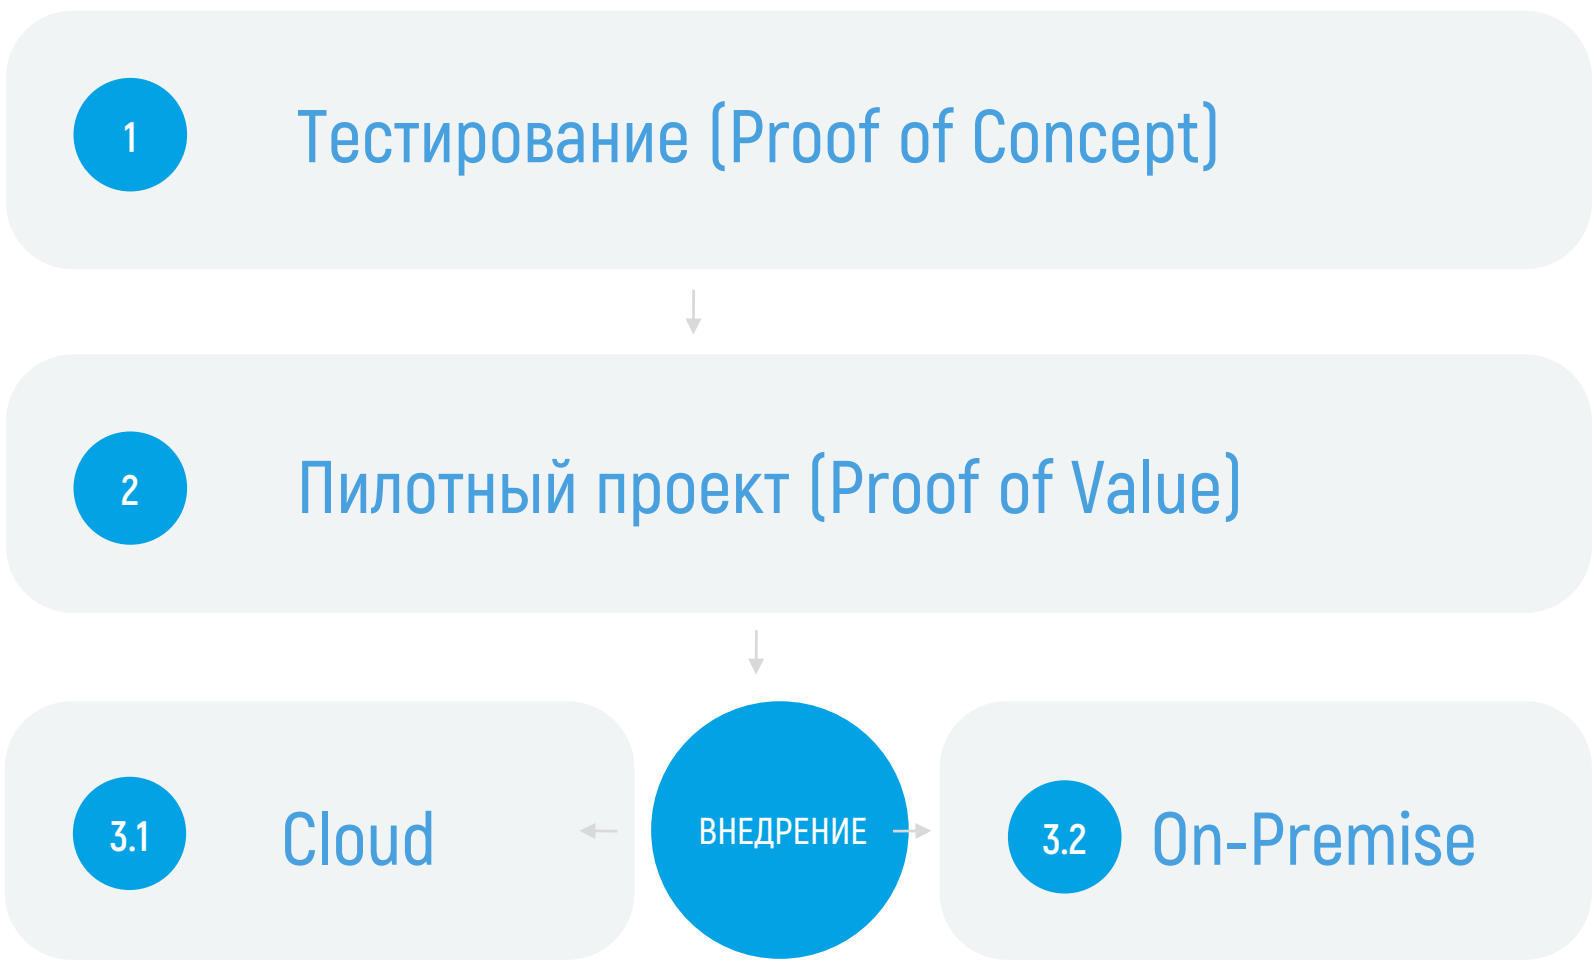 1
Тестирование (Proof of Concept)
2
Пилотный проект (Proof of Value)
3.1
Cloud
ВНЕДРЕНИЕ
3.2
On-Premise